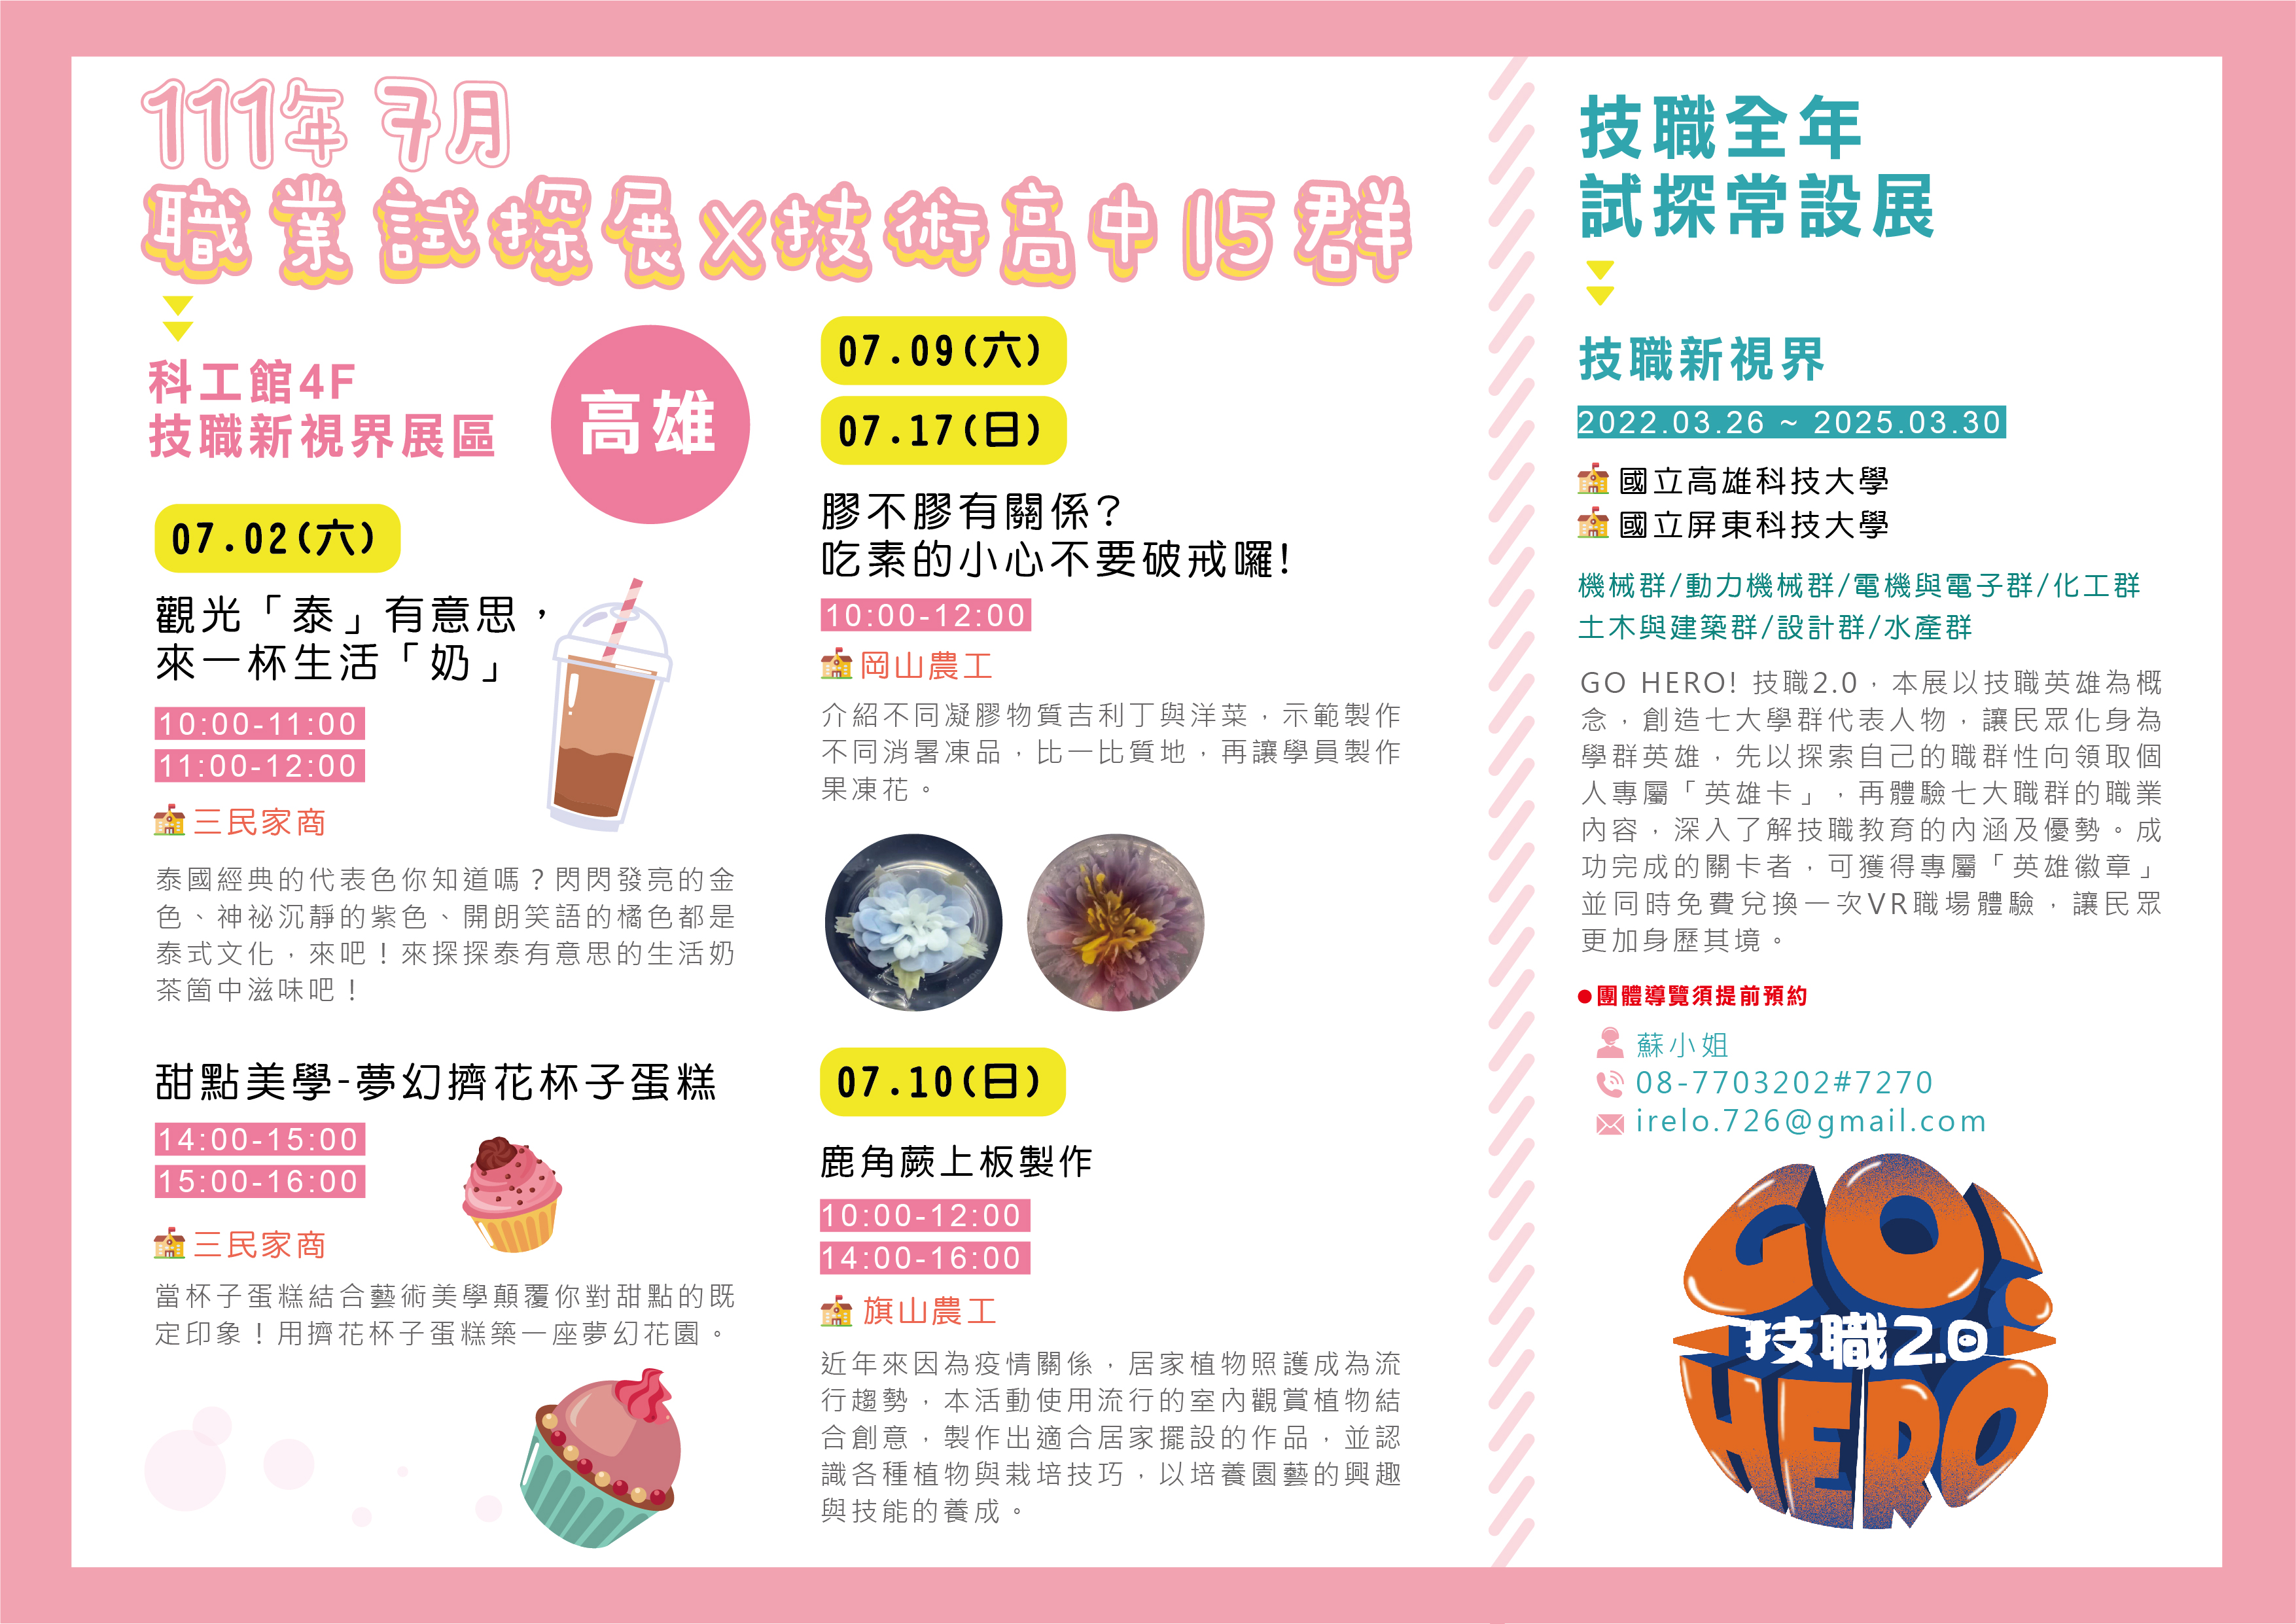 111年 7月
職業試探展X技術高中15群
科工館4F
技職新視界展區
高雄
07.02(六)
觀光「泰」有意思，
來一杯生活「奶」
10:00-11:00
11:00-12:00
三民家商
泰國經典的代表色你知道嗎？閃閃發亮的金
色、神祕沉靜的紫色、開朗笑語的橘色都是
泰式文化，來吧！來探探泰有意思的生活奶
茶箇中滋味吧！
甜點美學-夢幻擠花杯子蛋糕
14:00-15:00
15:00-16:00
三民家商
當杯子蛋糕結合藝術美學顛覆你對甜點的既
定印象！用擠花杯子蛋糕築一座夢幻花園。
07.09(六)
07.17(日)
膠不膠有關係?
吃素的小心不要破戒囉!
10:00-12:00
岡山農工
介紹不同凝膠物質吉利丁與洋菜，示範製作
不同消暑凍品，比一比質地，再讓學員製作
果凍花。
07.10(日)
鹿角蕨上板製作
10:00-12:00
14:00-16:00
旗山農工
近年來因為疫情關係，居家植物照護成為流
行趨勢，本活動使用流行的室內觀賞植物結
合創意，製作出適合居家擺設的作品，並認
識各種植物與栽培技巧，以培養園藝的興趣
與技能的養成。
技職全年
試探常設展
技職新視界
2022.03.26 ~ 2025.03.30
國立高雄科技大學
國立屏東科技大學
機械群/動力機械群/電機與電子群/化工群
土木與建築群/設計群/水產群
GO HERO! 技職2.0，本展以技職英雄為概
念，創造七大學群代表人物，讓民眾化身為
學群英雄，先以探索自己的職群性向領取個
人專屬「英雄卡」，再體驗七大職群的職業
內容，深入了解技職教育的內涵及優勢。成
功完成的關卡者，可獲得專屬「英雄徽章」
並同時免費兌換一次VR職場體驗，讓民眾
更加身歷其境。
●團體導覽須提前預約
蘇小姐
08-7703202#7270
irelo.726@gmail.com
GO!
技職2.0
HERO